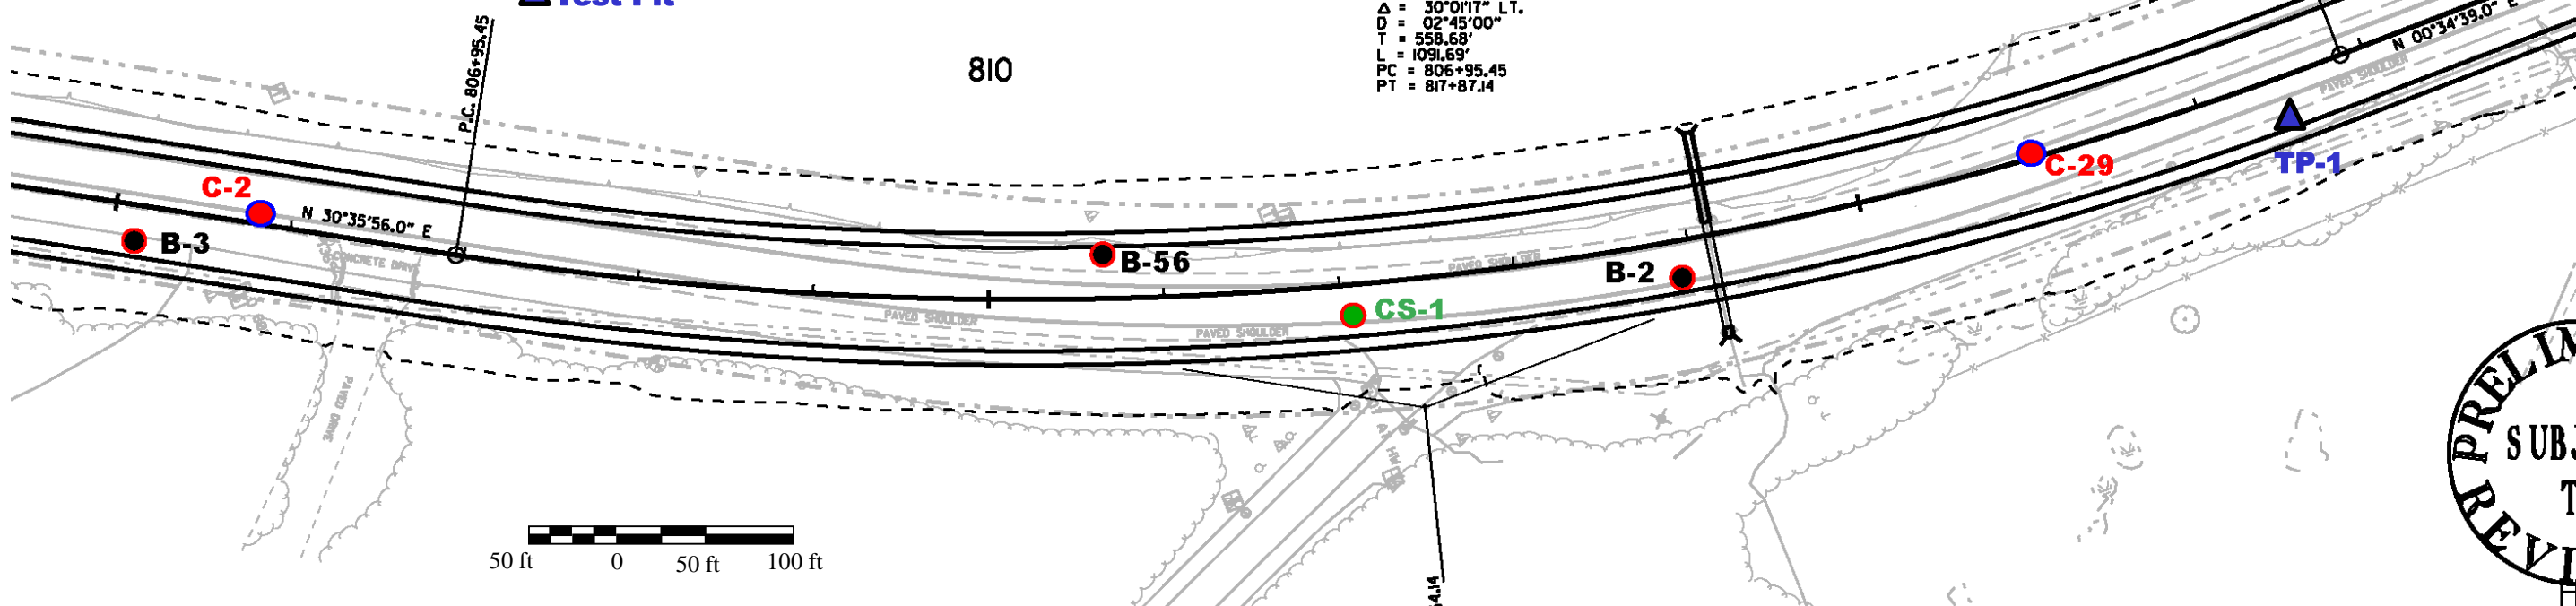 Test Pit
Δ = 30°01'17" LT.
D = 02°45'00"
T = 558.68'
L = 1091.69'
PC = 806+95.45
PT = 817+87.14
P.C. 806+95.45
810
N 00°34'39.0" E
PAVED SHOULDER
TP-1
C-29
C-2
N 30°35'56.0" E
B-3
CONCRETE DRIVE
B-56
PAVED SHOULDER
B-2
CS-1
PAVED SHOULDER
PAVED SHOULDER
PAVED DRIVE
50 ft 0 50 ft 100 ft
4.14
PRELIM
SUBJ
T
REVI